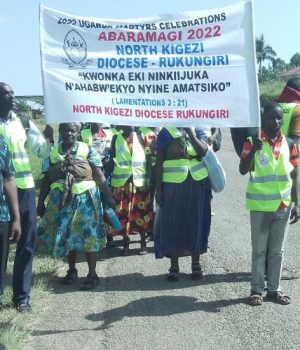 2022 UGANDA MARTYRS CELEBRATIONS
ABARAMAGI 2022
NORTH KIGEZI
DIOCESE - RUKUNGIRI
"KWONKA EKI NINKIIJUKA
N'AHABW'EKYO NYINE AMATSIKO"
( LAMENTATIONS 3 : 21)
NORTH KIGEZI DIOCESE RUKUNGIRI